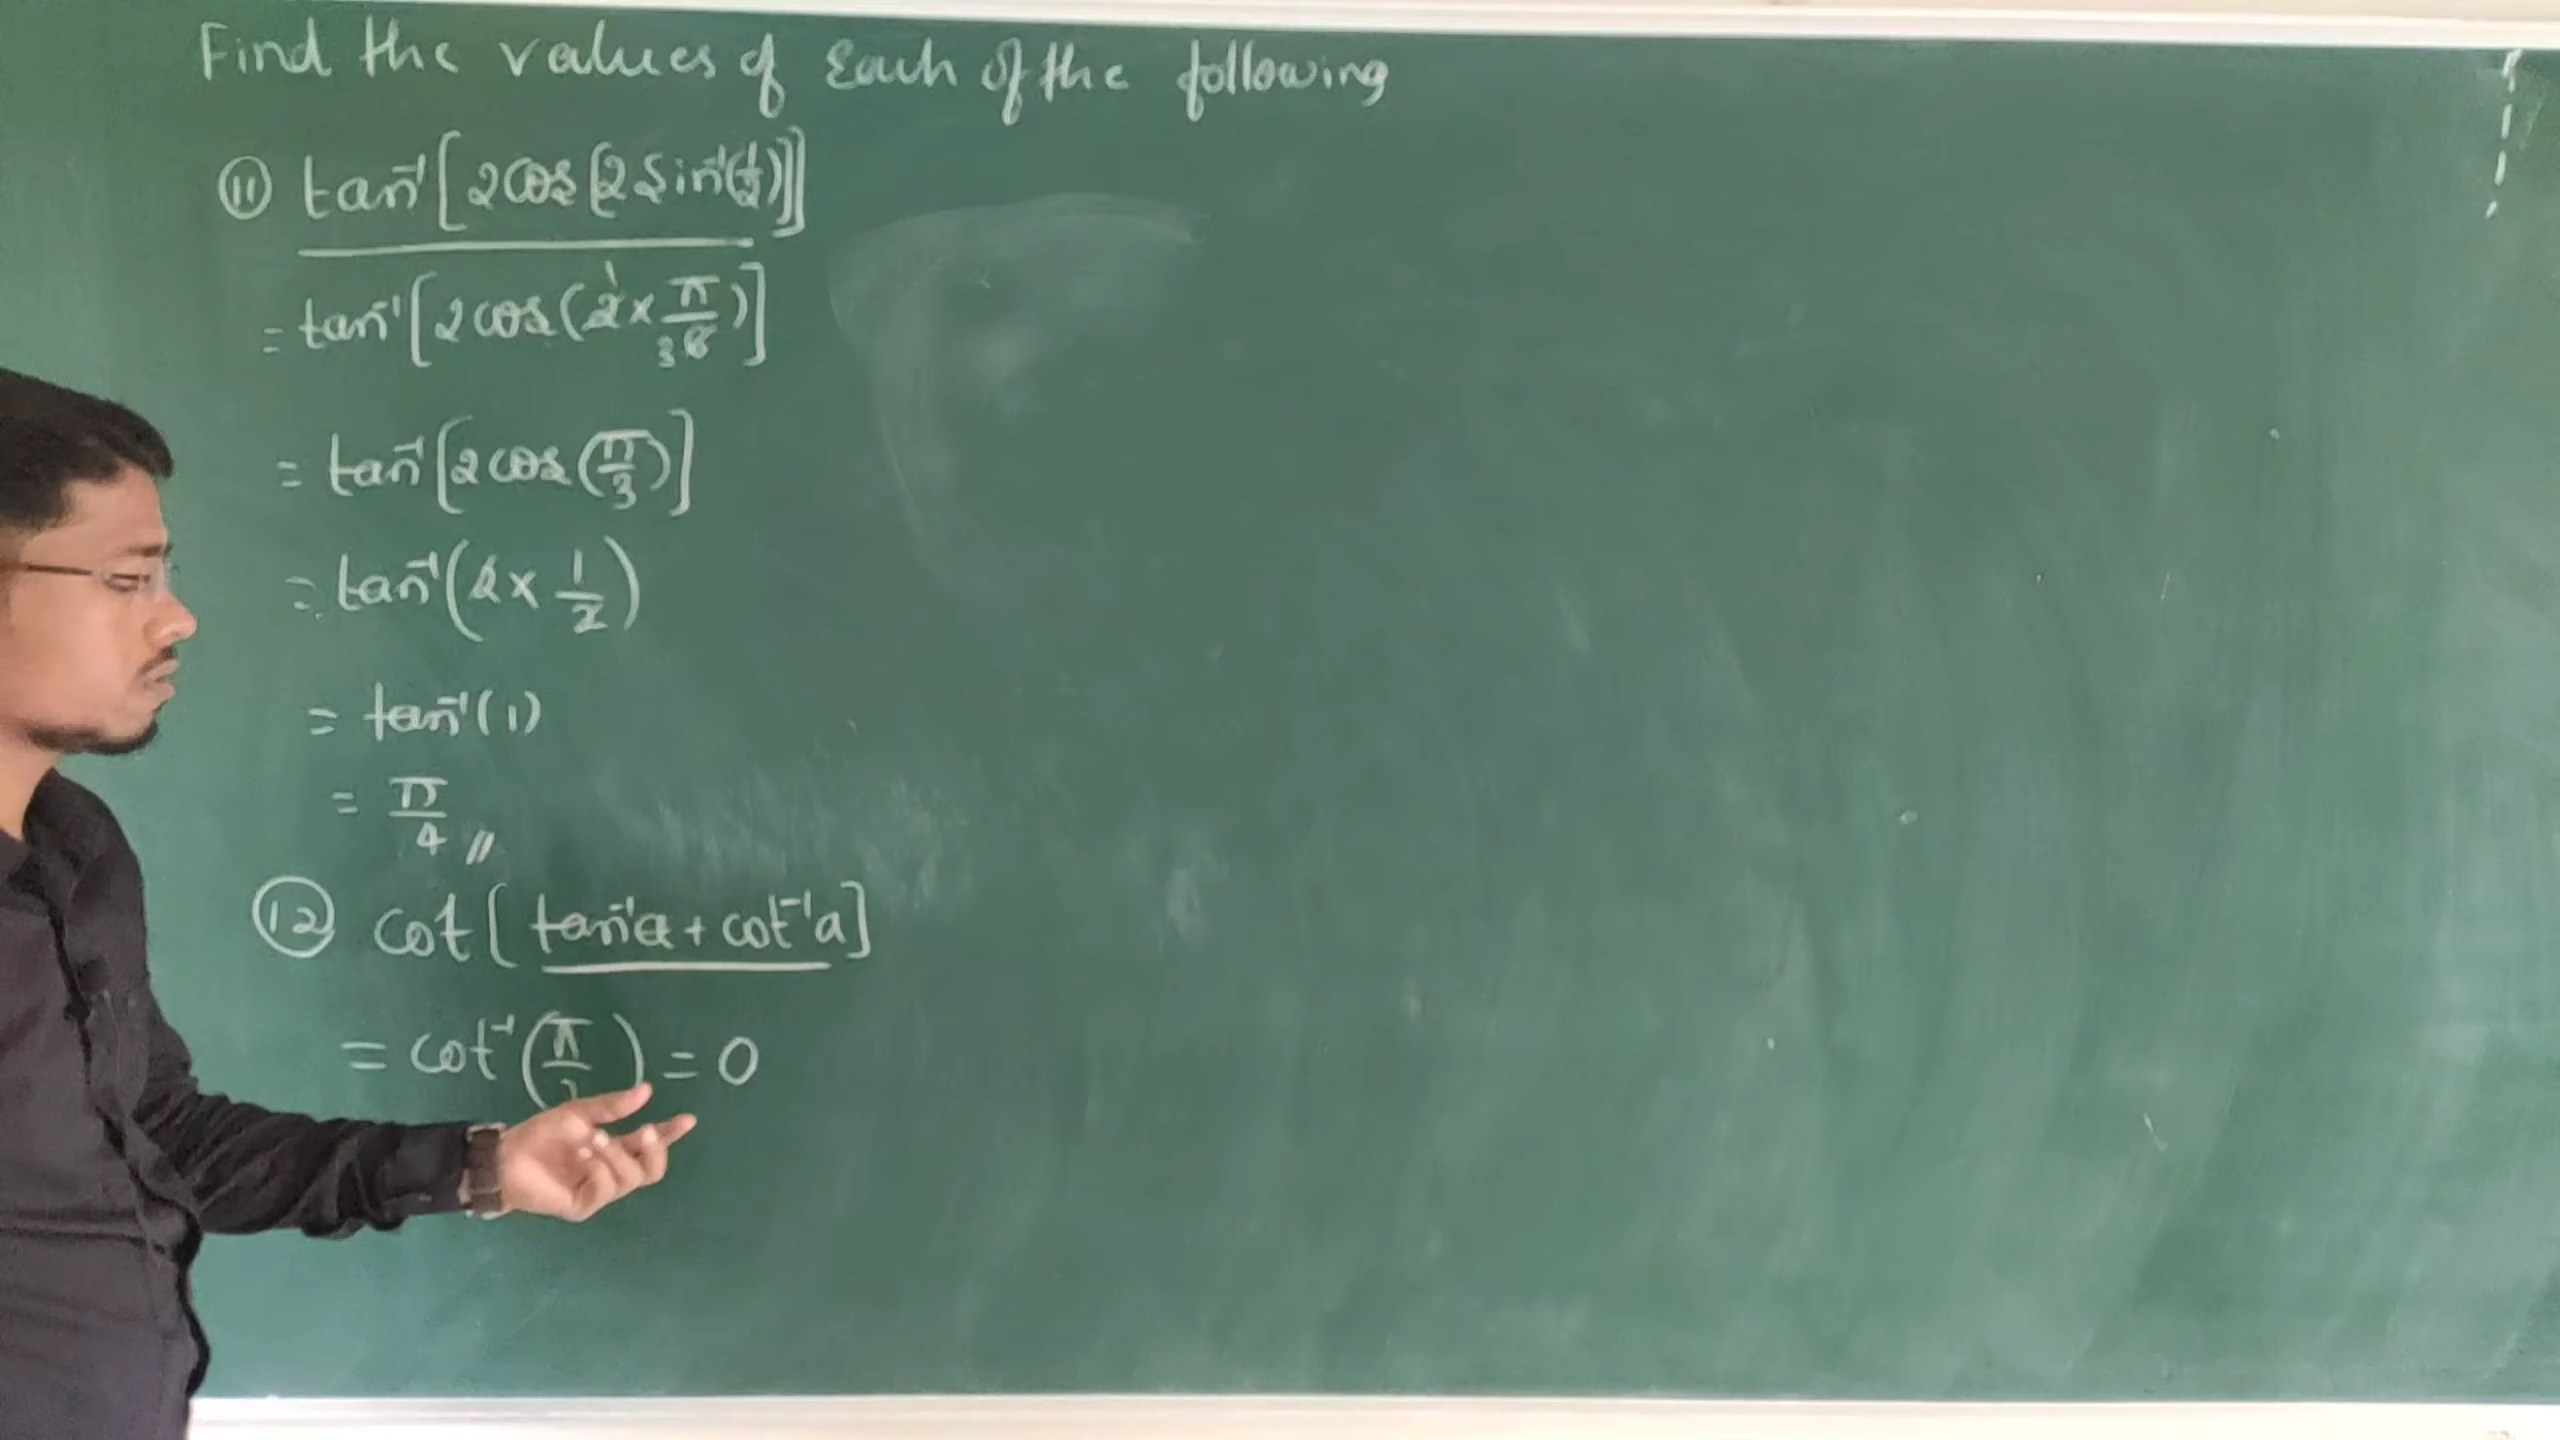 Find the values of Each of the following
⑪ tan⁻¹[2cos[2Sin⁻¹(1/2)]]
= tan⁻¹[2cos(2×π/6)] 1 3
= tan⁻¹[2cos(π/3)]
= tan⁻¹(2×1/2)
= tan⁻¹(1)
= π/4 //
⑫ cot[tan⁻¹a + cot⁻¹a]
= cot⁻¹(π/2) = 0